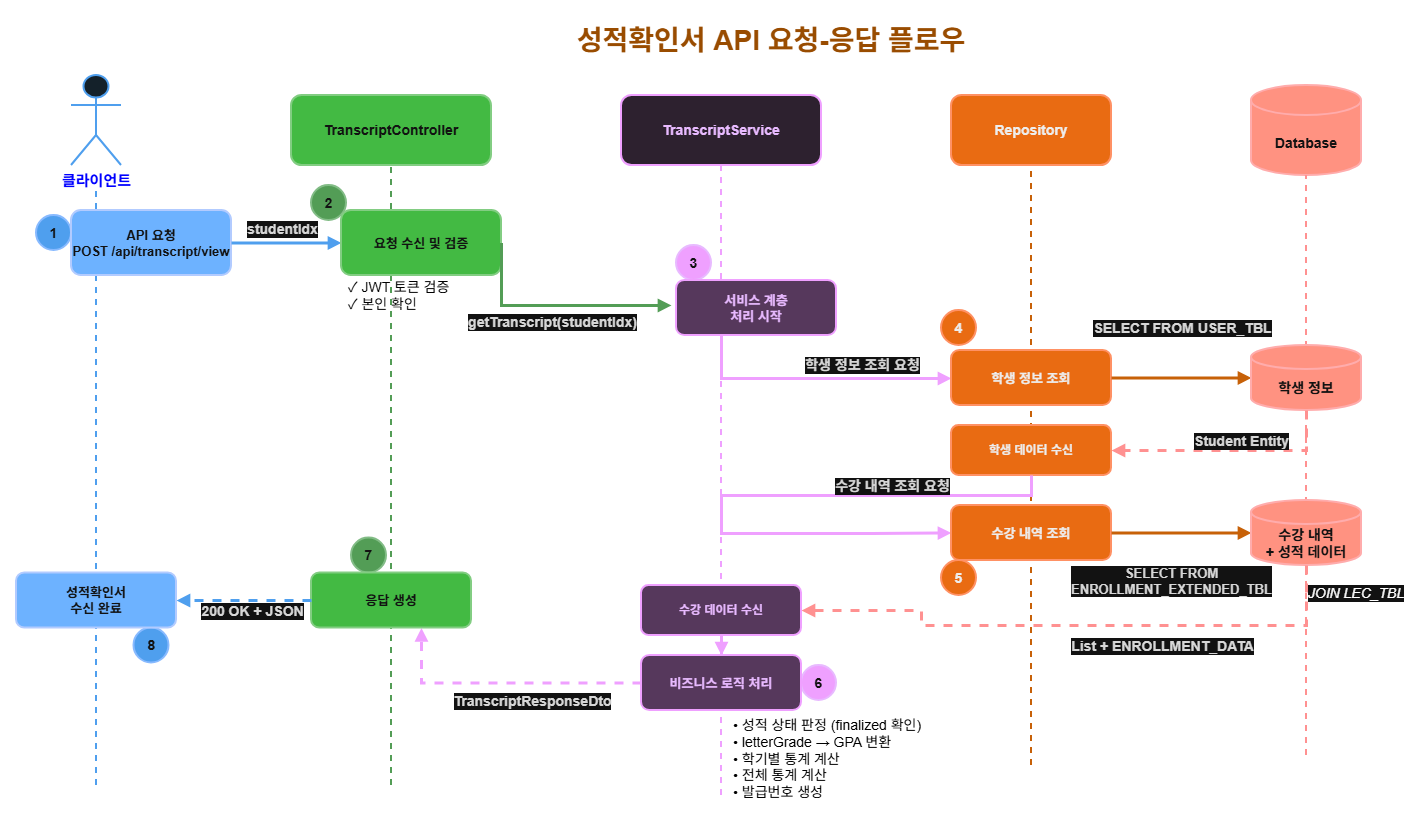 성적확인서 API 요청-응답 플로우
TranscriptController
TranscriptService
Repository
Database
클라이언트
1
API 요청
POST /api/transcript/view
studentIdx
2
요청 수신 및 검증
✓ JWT 토큰 검증
✓ 본인 확인
getTranscript(studentIdx)
3
서비스 계층
처리 시작
학생 정보 조회 요청
4
학생 정보 조회
SELECT FROM USER_TBL
학생 정보
Student Entity
학생 데이터 수신
수강 내역 조회 요청
수강 내역 조회
5
SELECT FROM
ENROLLMENT_EXTENDED_TBL
수강 내역
+ 성적 데이터
JOIN LEC_TBL
List + ENROLLMENT_DATA
수강 데이터 수신
비즈니스 로직 처리
6
• 성적 상태 판정 (finalized 확인)
• letterGrade → GPA 변환
• 학기별 통계 계산
• 전체 통계 계산
• 발급번호 생성
TranscriptResponseDto
7
응답 생성
200 OK + JSON
성적확인서
수신 완료
8